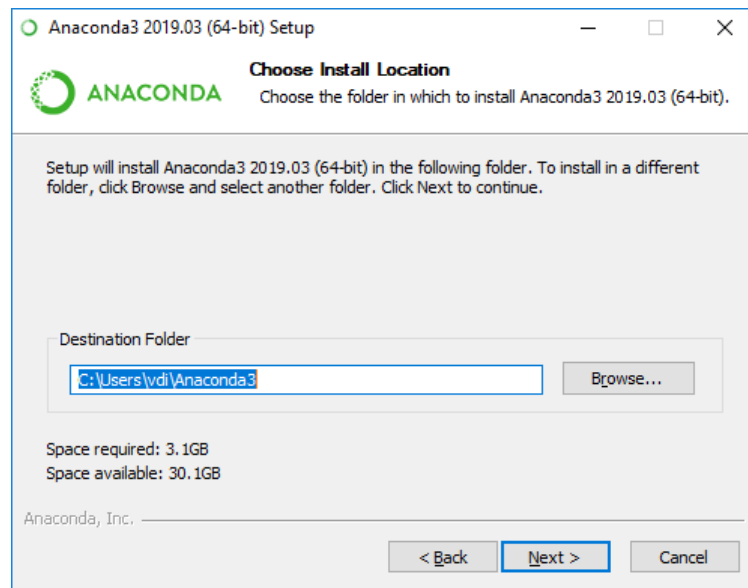 Anaconda3 2019.03 (64-bit) Setup
ANACONDA
Choose Install Location
Choose the folder in which to install Anaconda3 2019.03 (64-bit).
Setup will install Anaconda3 2019.03 (64-bit) in the following folder. To install in a different
folder, click Browse and select another folder. Click Next to continue.
Destination Folder
C:\Users\vdi\Anaconda3
Browse...
Space required: 3.1GB
Space available: 30.1GB
Anaconda, Inc.
< Back
Next >
Cancel